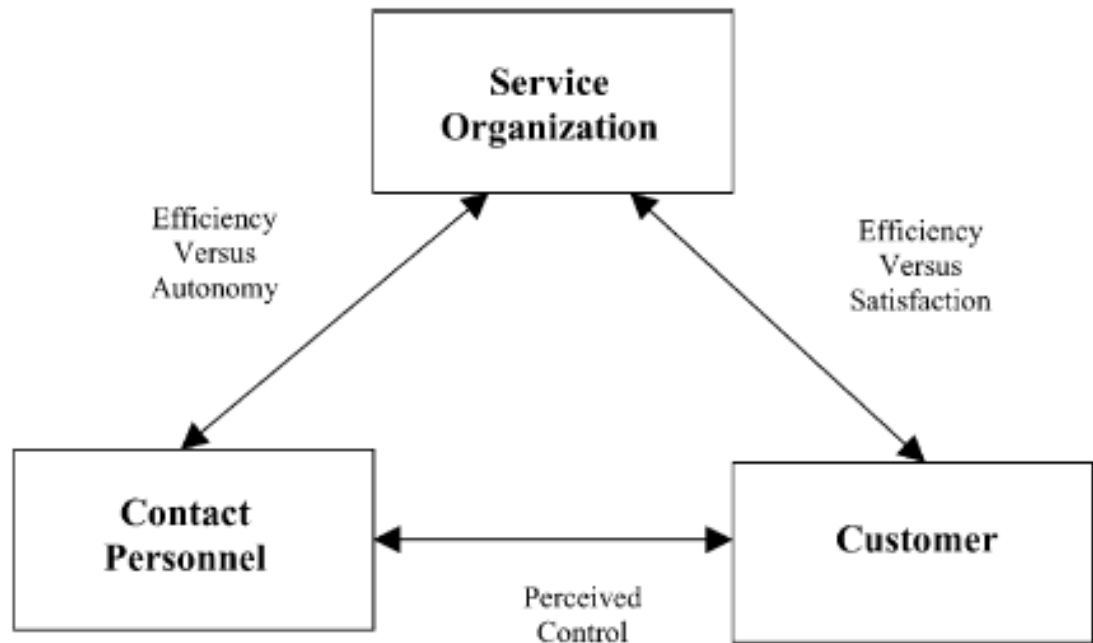 Service
Organization
Efficiency
Versus
Autonomy
Efficiency
Versus
Satisfaction
Contact
Personnel
Customer
Perceived
Control